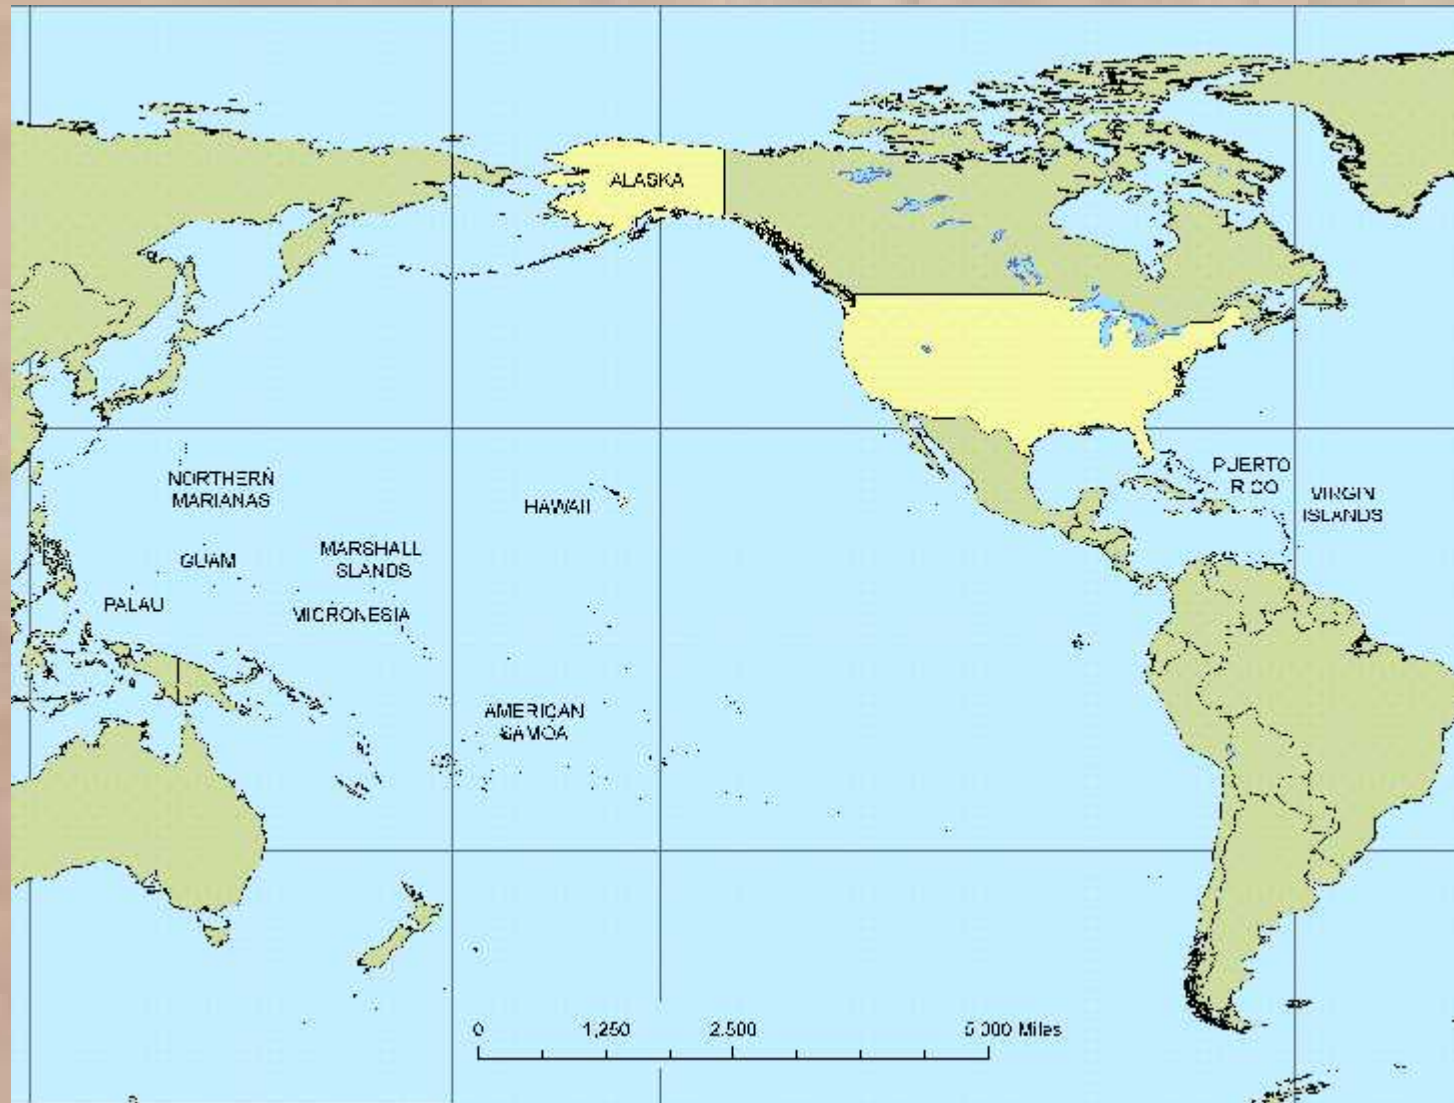 ALASKA
NORTHERN
MARIANAS
HAWAII
PUERTO
RICO
VIRGIN
ISLANDS
GUAM
MARSHALL
SLANDS
PALAU
MICRONESIA
AMERICAN
SAMOA
0 1,250 2,500 5,000 Miles